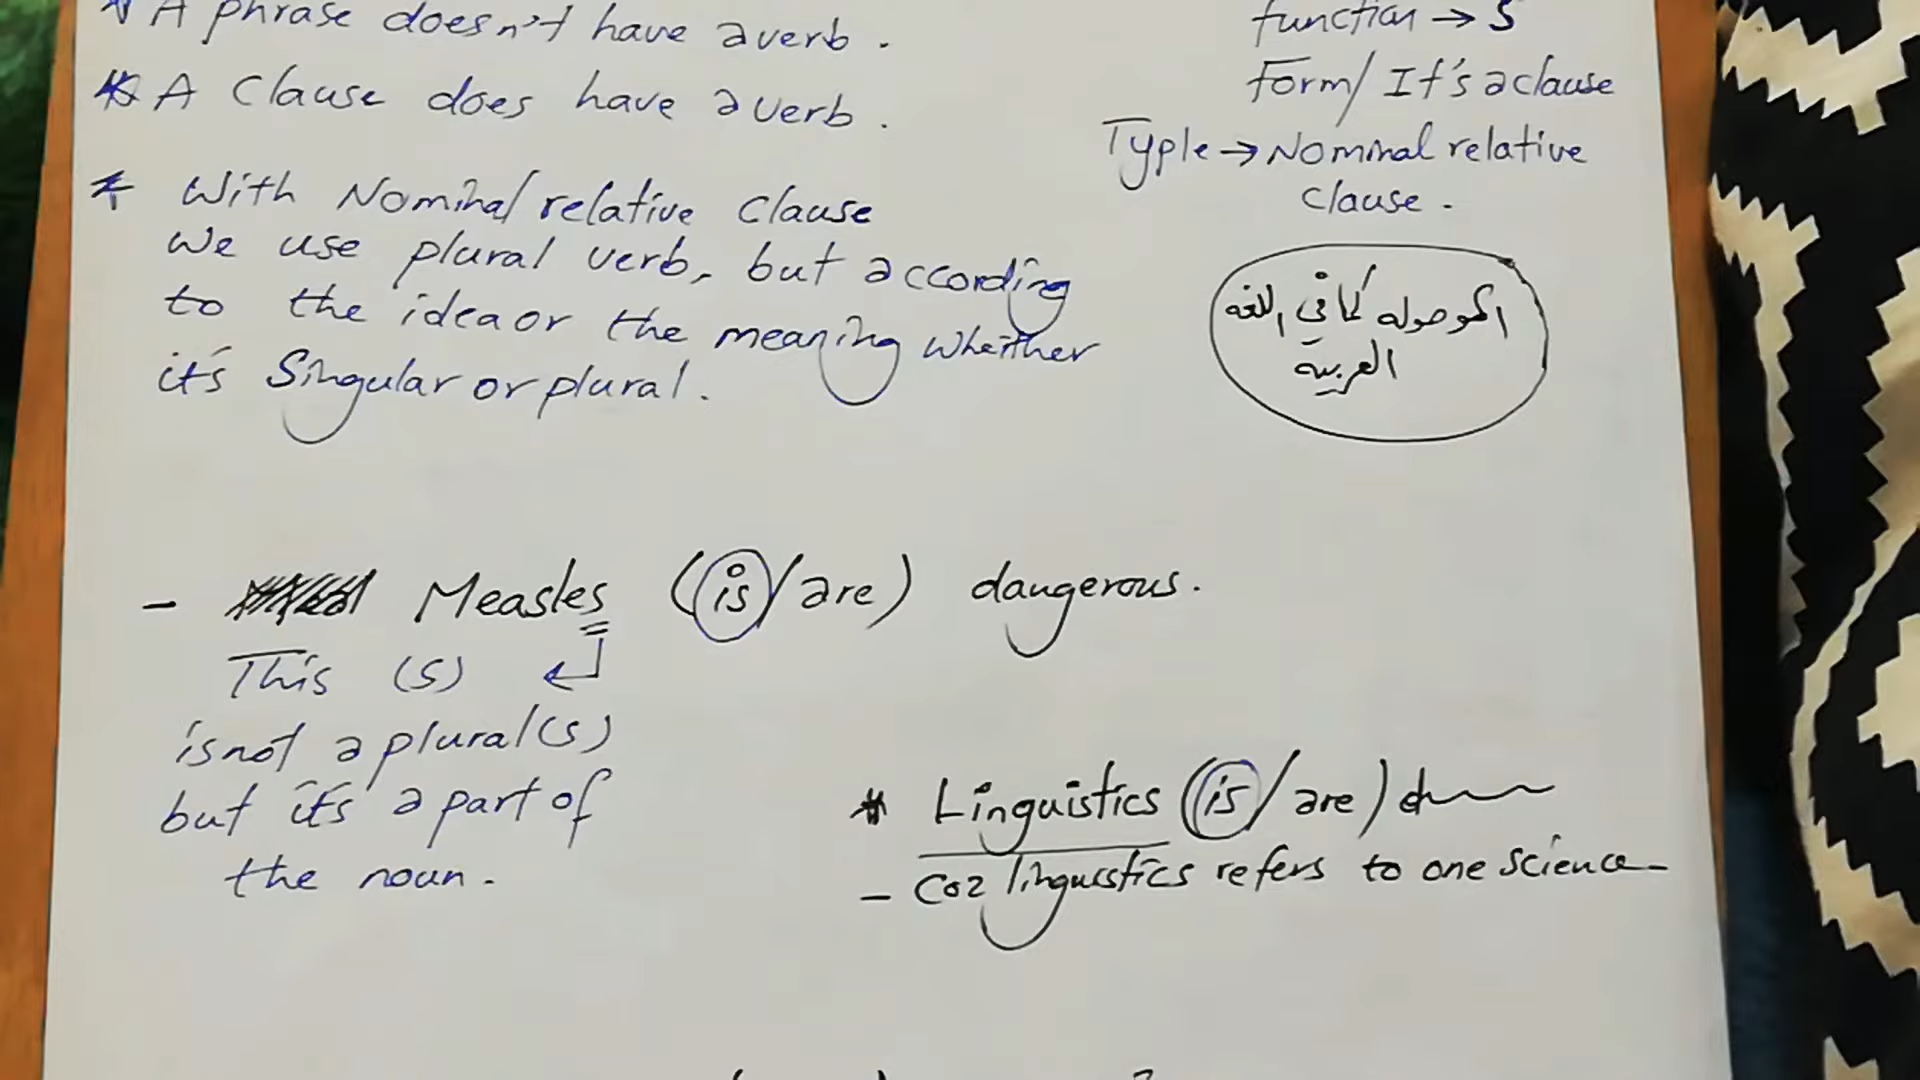 A phrase doesn't have a verb.
* A Clause does have a verb.
* With Nominal relative clause
We use plural verb, but according
to the idea or the meaning wheither
it's Singular or plural.
function → S
Form/ It's a clause
Typle → Nominal relative
clause.
الموصوله كما في اللغه
العربية
- Measles (is/are) dangerous.
This (s)
is not a plural (s)
but it's a part of
the noun.
* Linguistics (is/are) d
- Coz linguistics refers to one science-